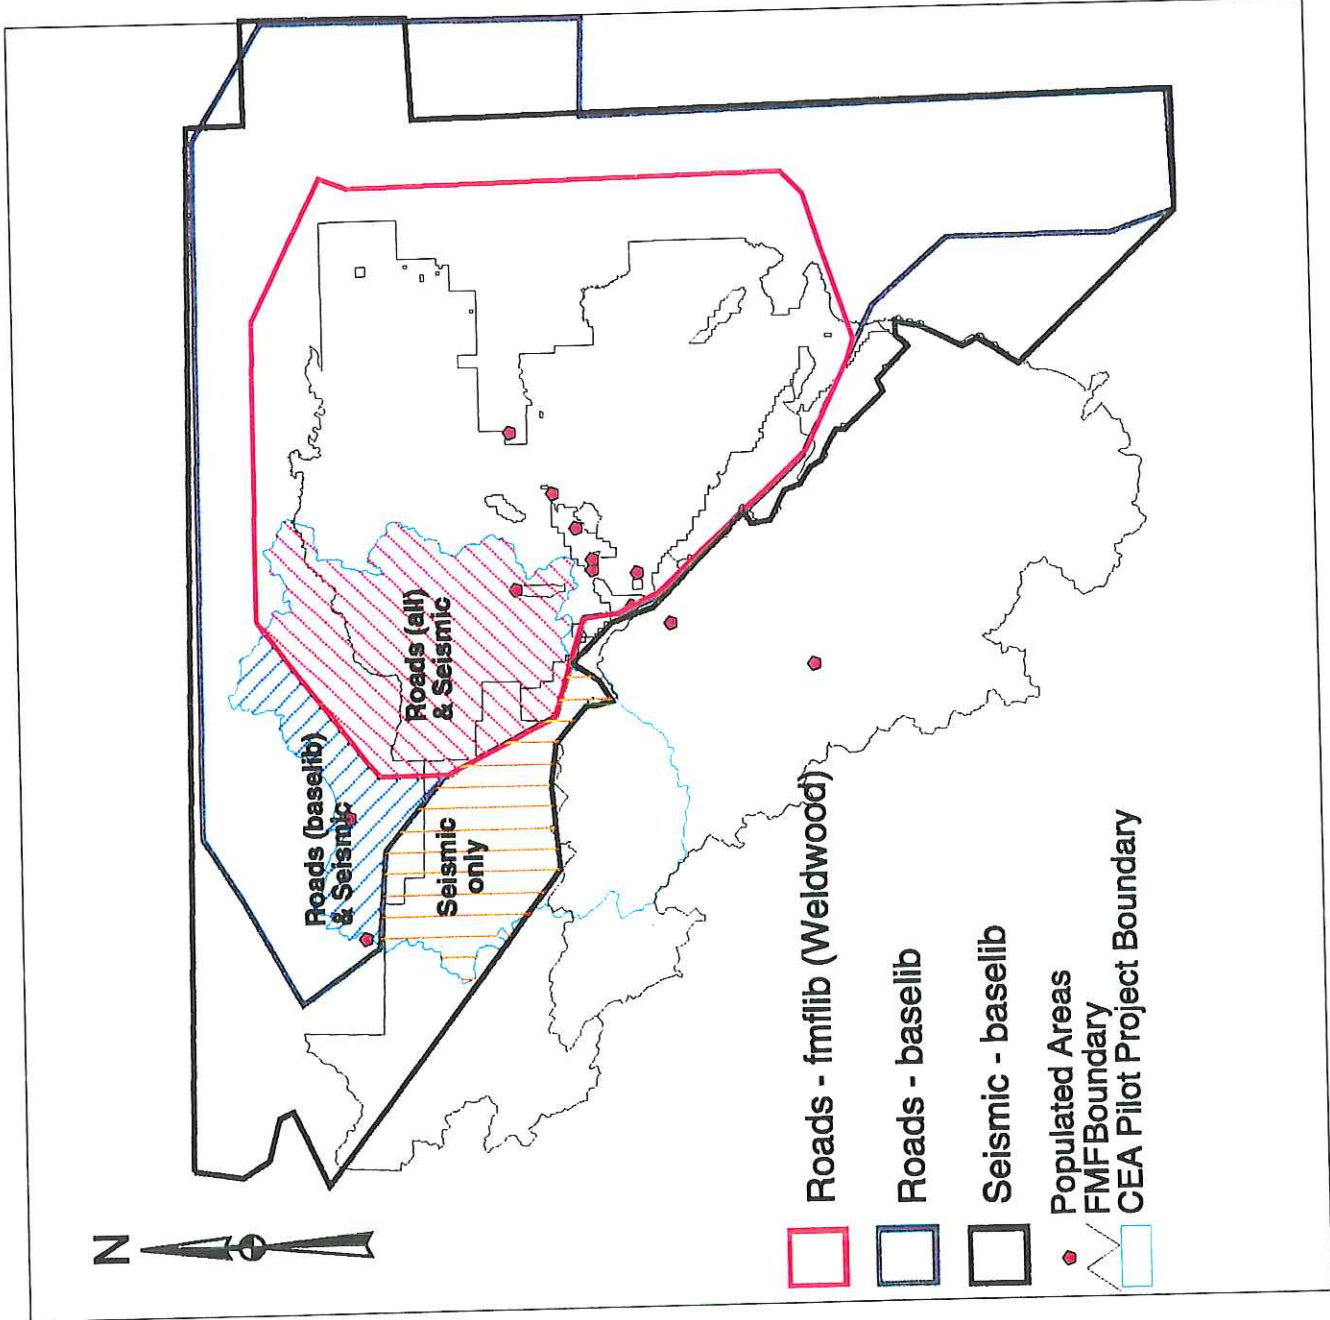 N
Roads (baselib)
& Seismic
Roads (all)
& Seismic
Seismic
only
Roads - fmflib (Weldwood)
Roads - baselib
Seismic - baselib
Populated Areas
FMFBoundary
CEA Pilot Project Boundary